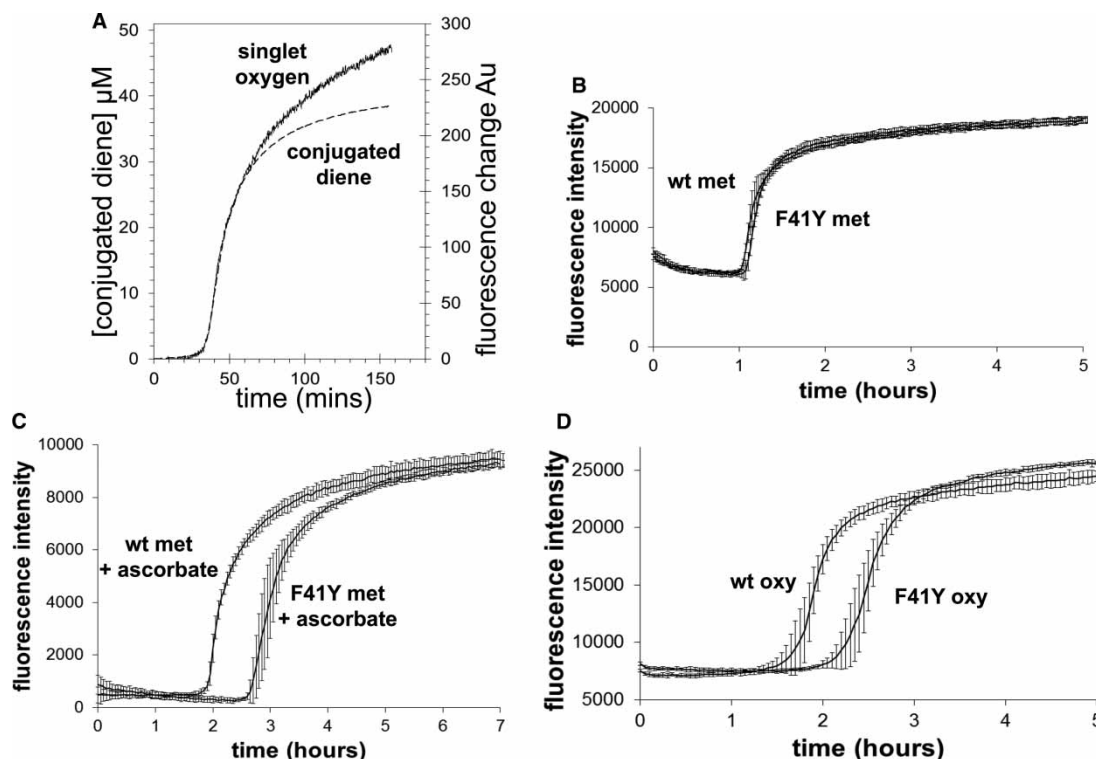 A
[conjugated diene] µM
50
40
30
20
10
0
singlet
oxygen
conjugated
diene
300
250
200
150
100
50
0
fluorescence change Au
0
50
100
150
time (mins)
B
fluorescence intensity
20000
15000
10000
5000
0
wt met
F41Y met
0
1
2
3
4
5
time (hours)
C
fluorescence intensity
10000
8000
6000
4000
2000
0
wt met
+ ascorbate
F41Y met
+ ascorbate
0
1
2
3
4
5
6
7
time (hours)
D
fluorescence intensity
25000
20000
15000
10000
5000
wt oxy
F41Y oxy
0
1
2
3
4
5
time (hours)